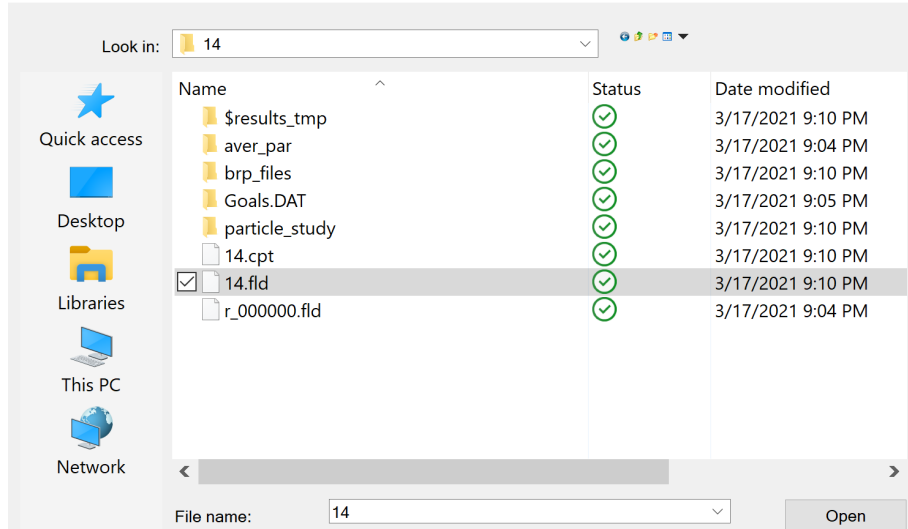 Look in: 14
Name Status Date modified
Quick access
Desktop
Libraries
This PC
Network
$results_tmp 3/17/2021 9:10 PM
aver_par 3/17/2021 9:04 PM
brp_files 3/17/2021 9:10 PM
Goals.DAT 3/17/2021 9:05 PM
particle_study 3/17/2021 9:10 PM
14.cpt 3/17/2021 9:10 PM
14.fld 3/17/2021 9:10 PM
r_000000.fld 3/17/2021 9:04 PM
File name: 14 Open